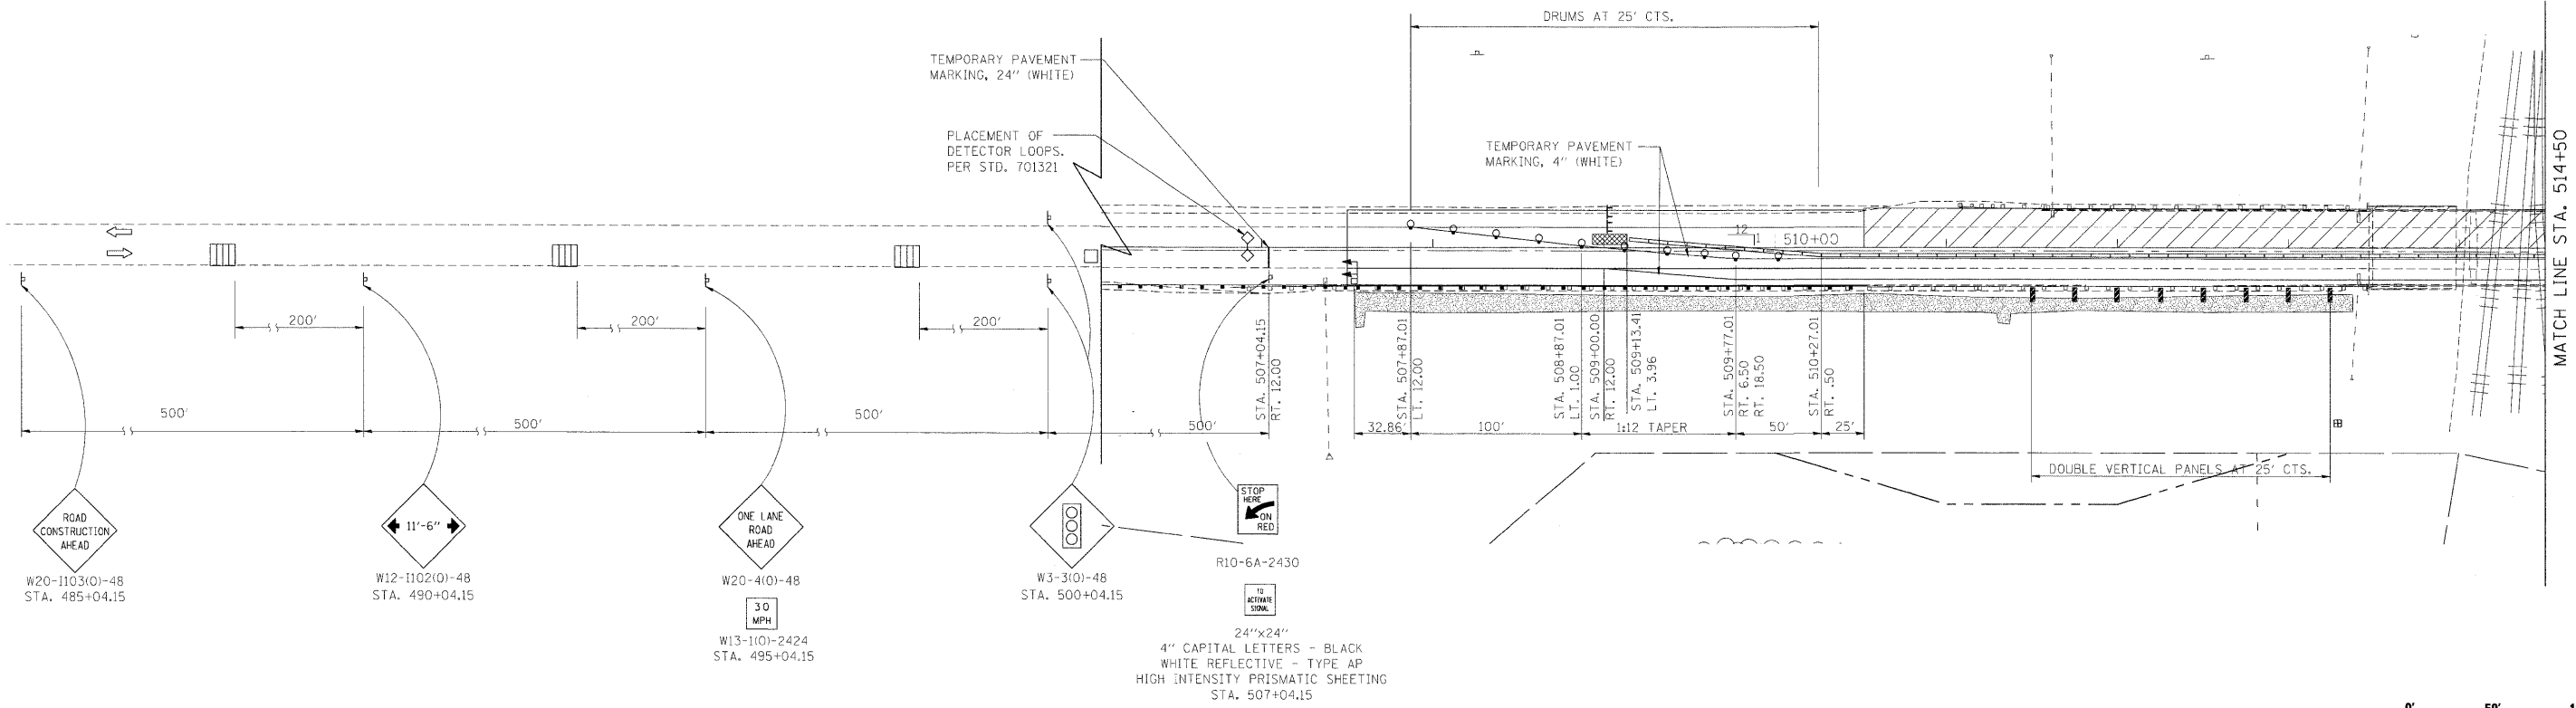 DRUMS AT 25' CTS.
TEMPORARY PAVEMENT
MARKING, 24" (WHITE)
PLACEMENT OF
DETECTOR LOOPS.
PER STD. 701321
TEMPORARY PAVEMENT
MARKING, 4" (WHITE)
MATCH LINE STA. 514+50
12
1
510+00
200'
200'
200'
500'
500'
500'
500'
STA. 507+04.15
RT. 12.00
STA. 507+87.01
LT. 12.00
STA. 508+87.01
LT. 1.00
STA. 509+00.00
RT. 12.00
STA. 509+13.41
LT. 3.96
STA. 509+77.01
RT. 6.50
RT. 18.50
STA. 510+27.01
RT. .50
32.86'
100'
1:12 TAPER
50'
25'
DOUBLE VERTICAL PANELS AT 25' CTS.
ROAD
CONSTRUCTION
AHEAD
W20-I103(O)-48
STA. 485+04.15
11'-6"
W12-I102(O)-48
STA. 490+04.15
ONE LANE
ROAD
AHEAD
W20-4(O)-48
30
MPH
W13-1(O)-2424
STA. 495+04.15
W3-3(O)-48
STA. 500+04.15
STOP
HERE
ON
RED
R10-6A-2430
TO
ACTIVATE
SIGNAL
24"x24"
4" CAPITAL LETTERS - BLACK
WHITE REFLECTIVE - TYPE AP
HIGH INTENSITY PRISMATIC SHEETING
STA. 507+04.15